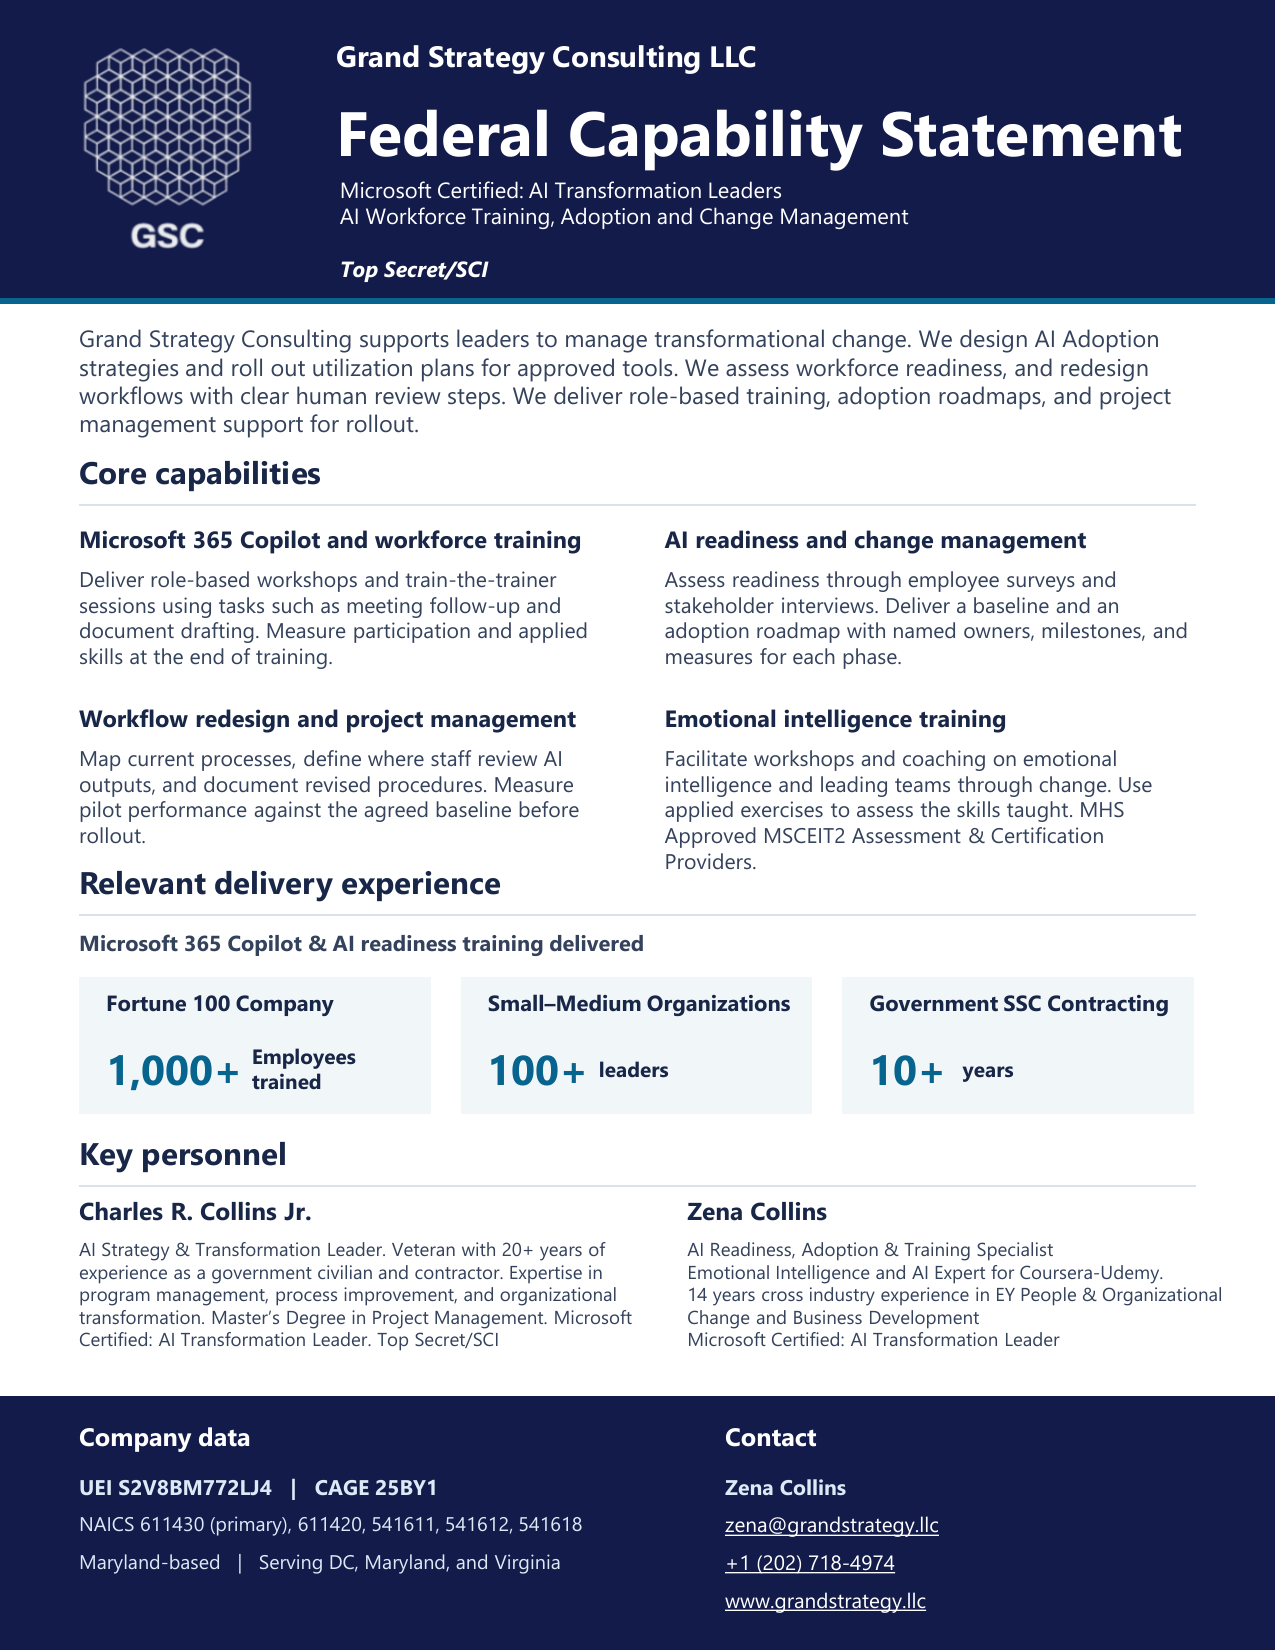 GSC
Grand Strategy Consulting LLC
Federal Capability Statement
Microsoft Certified: AI Transformation Leaders
AI Workforce Training, Adoption and Change Management
Top Secret/SCI
Grand Strategy Consulting supports leaders to manage transformational change. We design AI Adoption
strategies and roll out utilization plans for approved tools. We assess workforce readiness, and redesign
workflows with clear human review steps. We deliver role-based training, adoption roadmaps, and project
management support for rollout.
Core capabilities
Microsoft 365 Copilot and workforce training
Deliver role-based workshops and train-the-trainer
sessions using tasks such as meeting follow-up and
document drafting. Measure participation and applied
skills at the end of training.
AI readiness and change management
Assess readiness through employee surveys and
stakeholder interviews. Deliver a baseline and an
adoption roadmap with named owners, milestones, and
measures for each phase.
Workflow redesign and project management
Map current processes, define where staff review AI
outputs, and document revised procedures. Measure
pilot performance against the agreed baseline before
rollout.
Emotional intelligence training
Facilitate workshops and coaching on emotional
intelligence and leading teams through change. Use
applied exercises to assess the skills taught. MHS
Approved MSCEIT2 Assessment & Certification
Providers.
Relevant delivery experience
Microsoft 365 Copilot & AI readiness training delivered
Fortune 100 Company
1,000+ Employees
trained
Small–Medium Organizations
100+ leaders
Government SSC Contracting
10+ years
Key personnel
Charles R. Collins Jr.
AI Strategy & Transformation Leader. Veteran with 20+ years of
experience as a government civilian and contractor. Expertise in
program management, process improvement, and organizational
transformation. Master's Degree in Project Management. Microsoft
Certified: AI Transformation Leader. Top Secret/SCI
Zena Collins
AI Readiness, Adoption & Training Specialist
Emotional Intelligence and AI Expert for Coursera-Udemy.
14 years cross industry experience in EY People & Organizational
Change and Business Development
Microsoft Certified: AI Transformation Leader
Company data
UEI S2V8BM772LJ4 | CAGE 25BY1
NAICS 611430 (primary), 611420, 541611, 541612, 541618
Maryland-based | Serving DC, Maryland, and Virginia
Contact
Zena Collins
zena@grandstrategy.llc
+1 (202) 718-4974
www.grandstrategy.llc